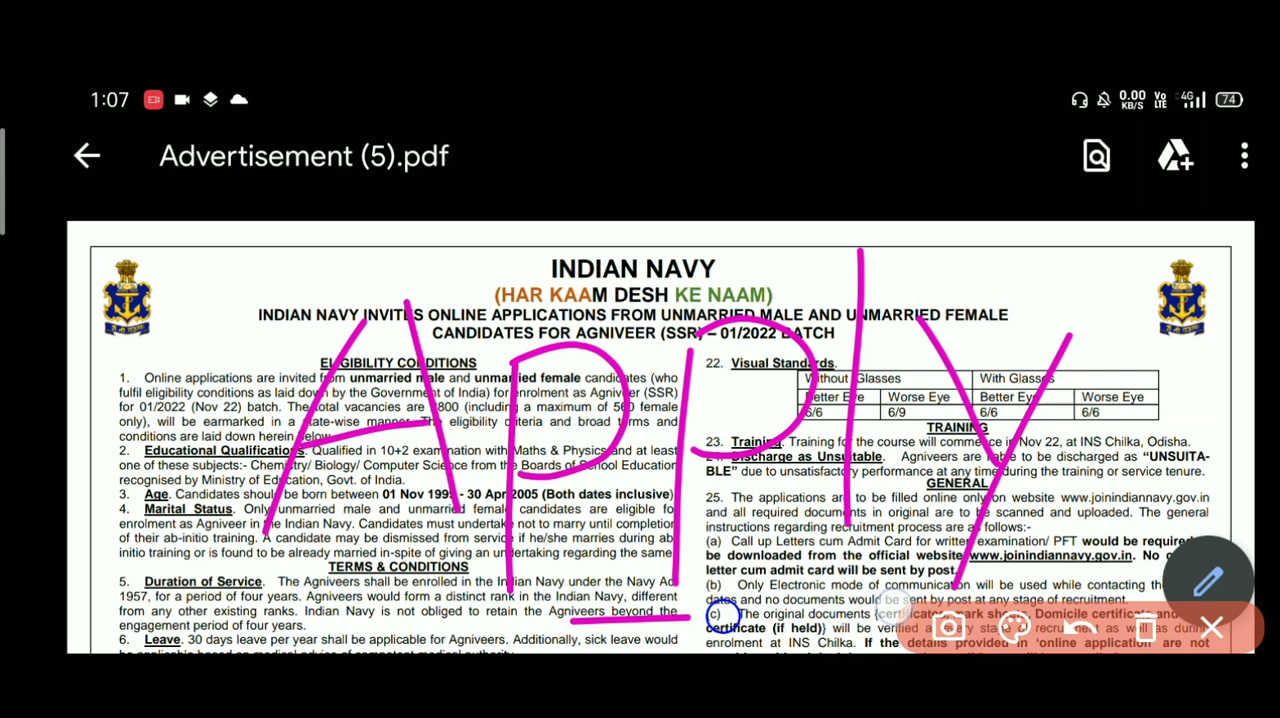 1:07
0.00 KB/S Vo LTE 4G 74
Advertisement (5).pdf
INDIAN NAVY
(HAR KAAM DESH KE NAAM)
INDIAN NAVY INVITES ONLINE APPLICATIONS FROM UNMARRIED MALE AND UNMARRIED FEMALE
CANDIDATES FOR AGNIVEER (SSR) – 01/2022 BATCH
APPLY
ELIGIBILITY CONDITIONS
1. Online applications are invited from unmarried male and unmarried female candidates (who
fulfil eligibility conditions as laid down by the Government of India) for enrolment as Agniveer (SSR)
for 01/2022 (Nov 22) batch. The total vacancies are 2800 (including a maximum of 560 female
only), will be earmarked in a state-wise manner. The eligibility criteria and broad terms and
conditions are laid down herein below
2. Educational Qualifications. Qualified in 10+2 examination with Maths & Physics and at least
one of these subjects:- Chemistry/ Biology/ Computer Science from the Boards of School Education
recognised by Ministry of Education, Govt. of India.
3. Age. Candidates should be born between 01 Nov 1999 - 30 Apr 2005 (Both dates inclusive)
4. Marital Status. Only unmarried male and unmarried female candidates are eligible for
enrolment as Agniveer in the Indian Navy. Candidates must undertake not to marry until completion
of their ab-initio training. A candidate may be dismissed from service if he/she marries during ab
initio training or is found to be already married in-spite of giving an undertaking regarding the same
TERMS & CONDITIONS
5. Duration of Service. The Agniveers shall be enrolled in the Indian Navy under the Navy Act
1957, for a period of four years. Agniveers would form a distinct rank in the Indian Navy, different
from any other existing ranks. Indian Navy is not obliged to retain the Agniveers beyond the
engagement period of four years.
6. Leave. 30 days leave per year shall be applicable for Agniveers. Additionally, sick leave would
22. Visual Standards.
Without Glasses With Glasses
Better Eye Worse Eye Better Eye Worse Eye
6/6 6/9 6/6 6/6
TRAINING
23. Training. Training for the course will commence in Nov 22, at INS Chilka, Odisha.
24. Discharge as Unsuitable. Agniveers are liable to be discharged as “UNSUITA-
BLE” due to unsatisfactory performance at any time during the training or service tenure.
GENERAL
25. The applications are to be filled online only on website www.joinindiannavy.gov.in
and all required documents in original are to be scanned and uploaded. The general
instructions regarding recruitment process are as follows:-
(a) Call up Letters cum Admit Card for written examination/ PFT would be required
be downloaded from the official website www.joinindiannavy.gov.in. No
letter cum admit card will be sent by post.
(b) Only Electronic mode of communication will be used while contacting
dates and no documents would be sent by post at any stage of recruitment.
(c) The original documents (certificates, mark sheets, Domicile certificate and
certificate (if held)) will be verified at every stage of recruitment as well as during
enrolment at INS Chilka. If the details provided in ‘online application are not